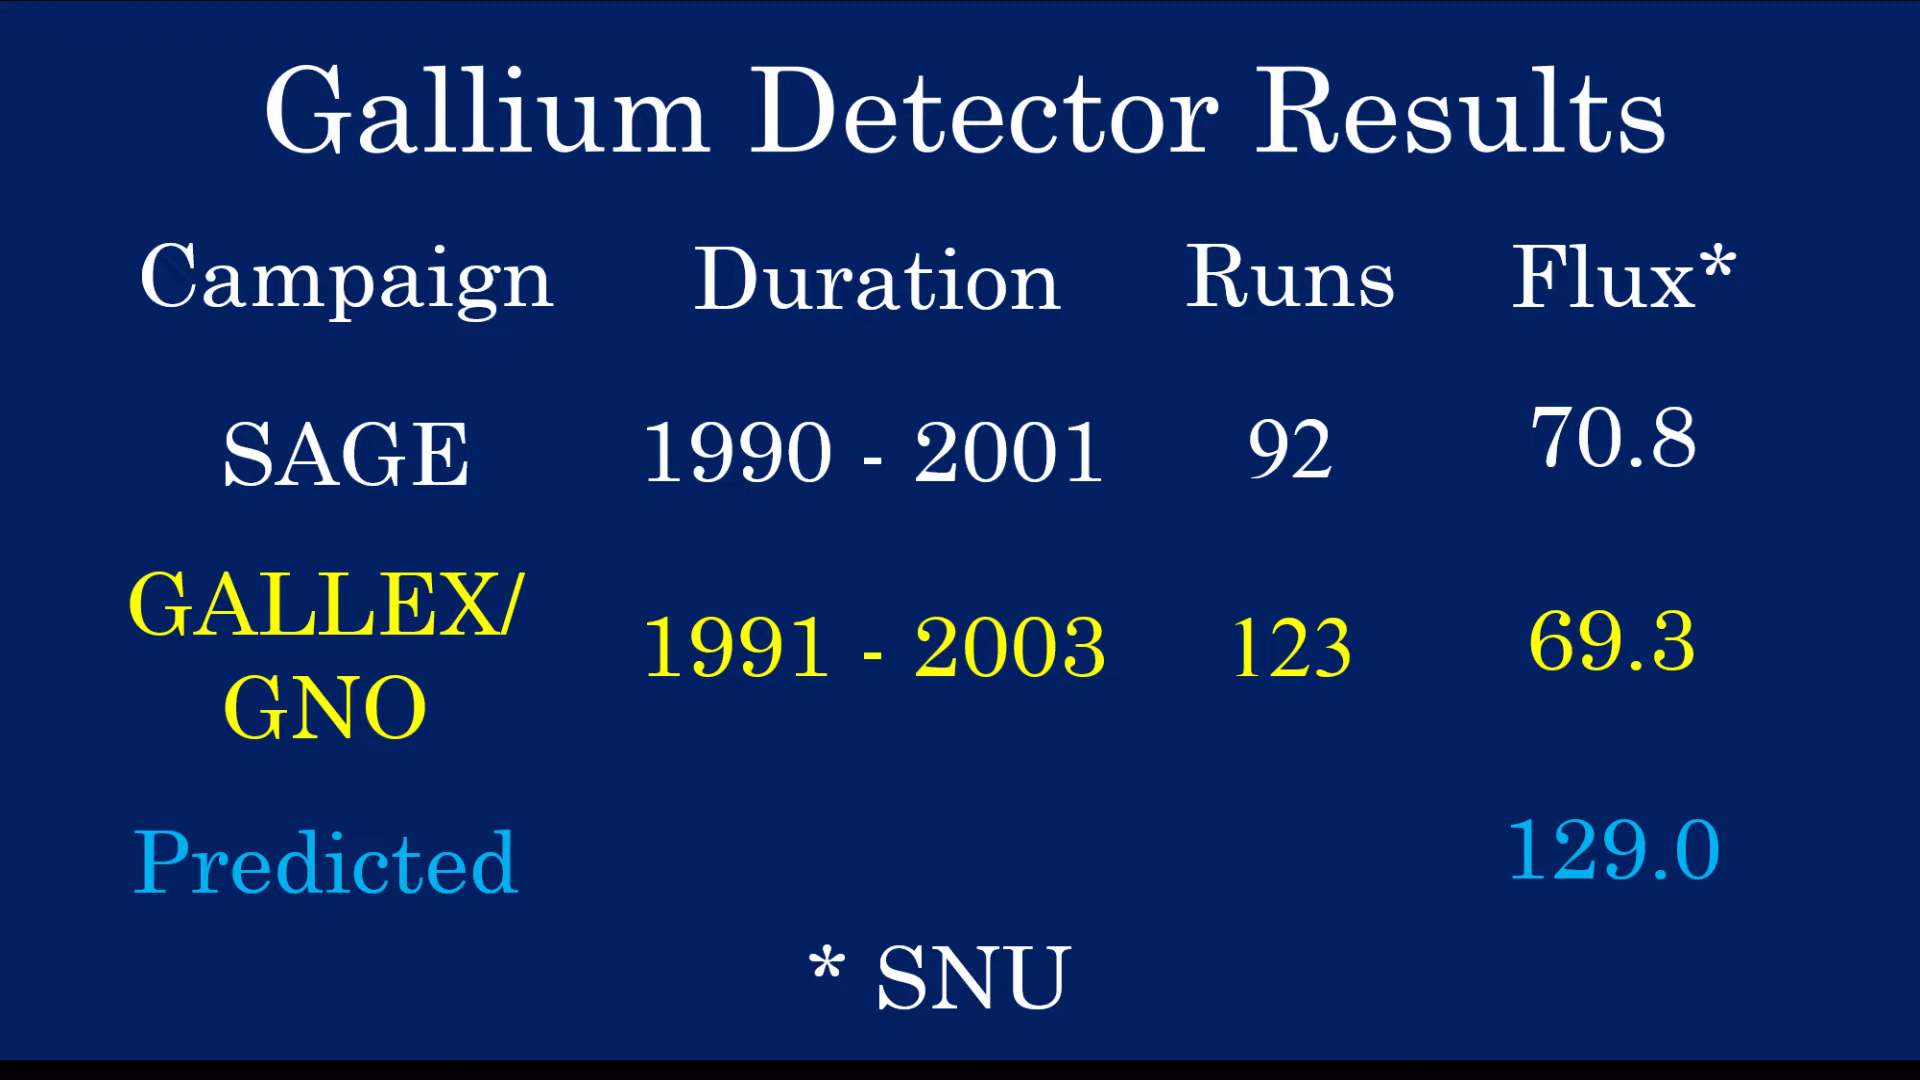 Gallium Detector Results
Campaign Duration Runs Flux*
SAGE 1990 - 2001 92 70.8
GALLEX/
GNO 1991 - 2003 123 69.3
Predicted 129.0
* SNU